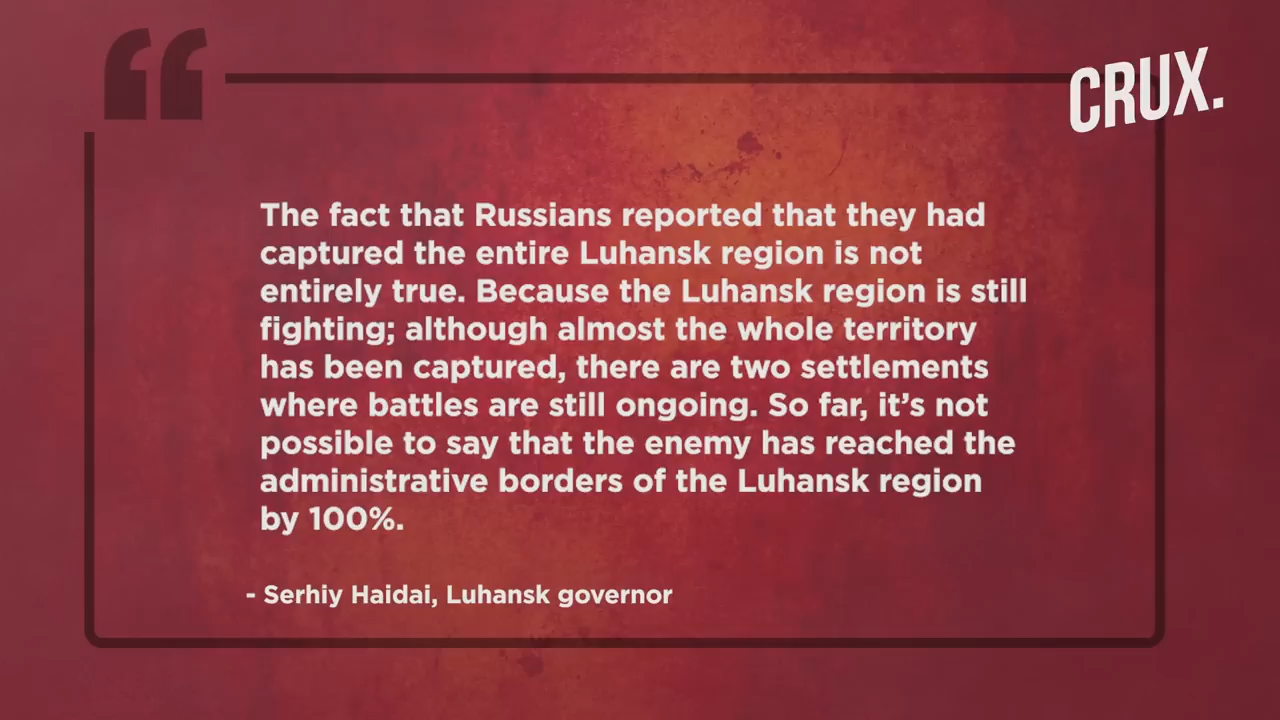 CRUX.
The fact that Russians reported that they had
captured the entire Luhansk region is not
entirely true. Because the Luhansk region is still
fighting; although almost the whole territory
has been captured, there are two settlements
where battles are still ongoing. So far, it’s not
possible to say that the enemy has reached the
administrative borders of the Luhansk region
by 100%.
- Serhiy Haidai, Luhansk governor